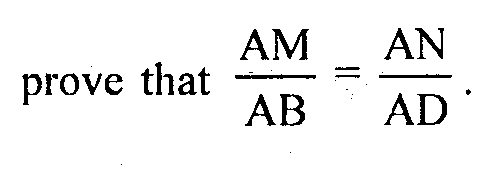 prove that AM/AB = AN/AD.